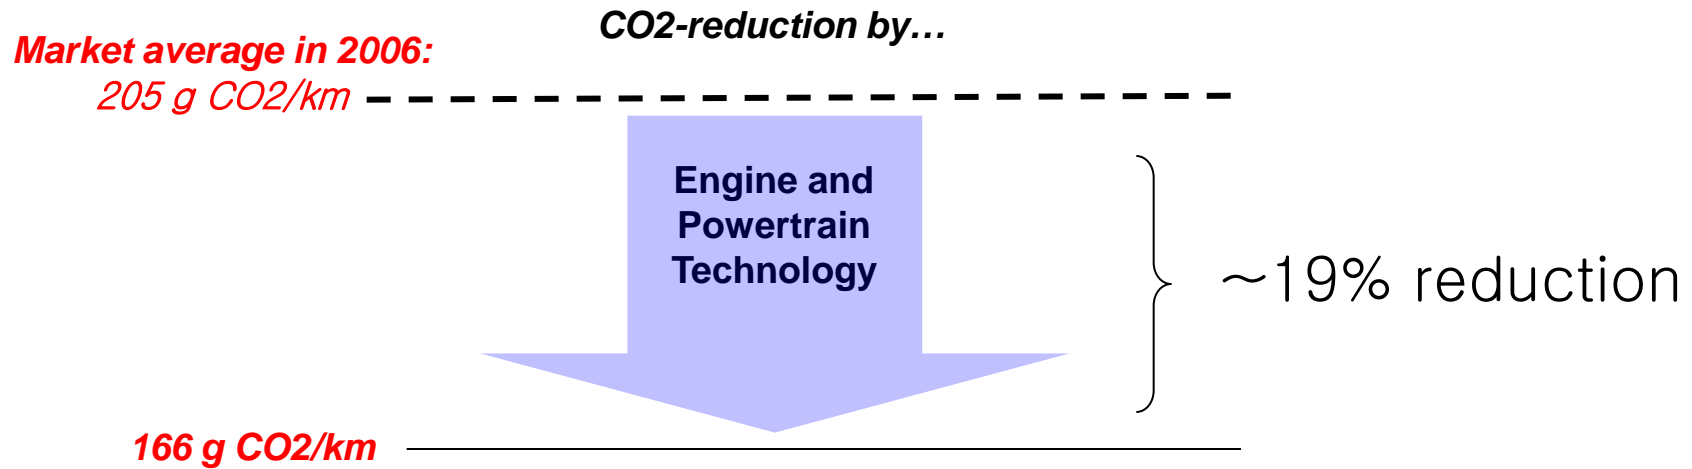 CO2-reduction by…
Market average in 2006:
205 g CO2/km
Engine and
Powertrain
Technology
~19% reduction
166 g CO2/km